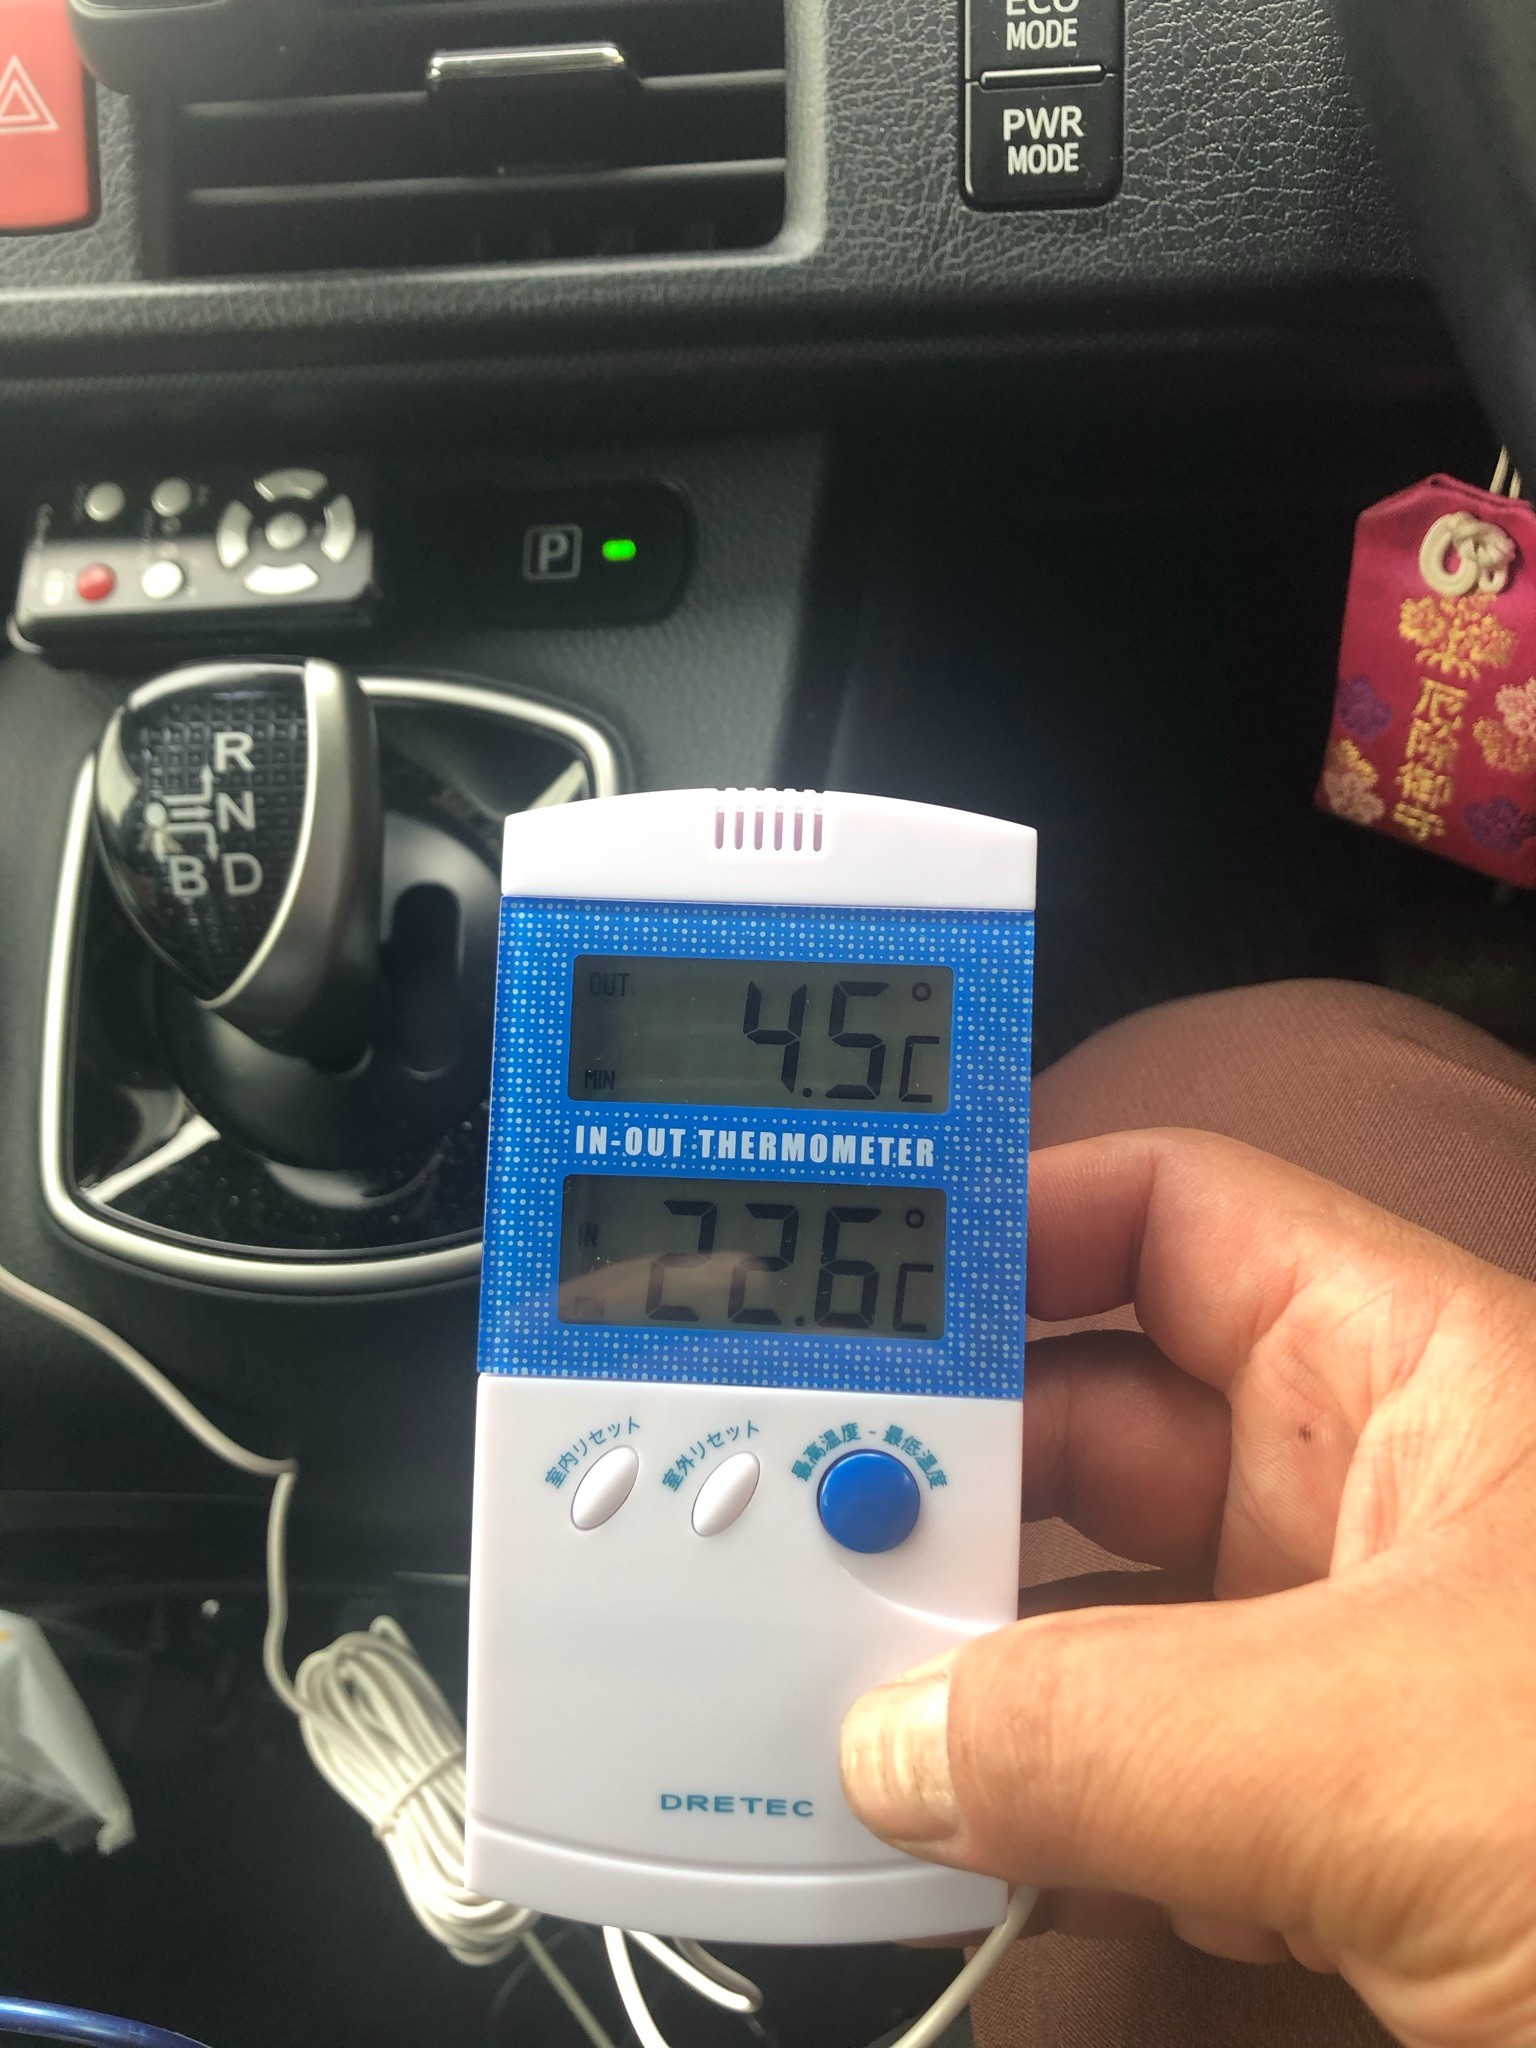 ECO
MODE
PWR
MODE
P
R
N
B D
厄除御守
OUT
4.5°C
MIN
IN-OUT THERMOMETER
IN
22.6°C
MIN
室内リセット
室外リセット
最高温度 - 最低温度
DRETEC